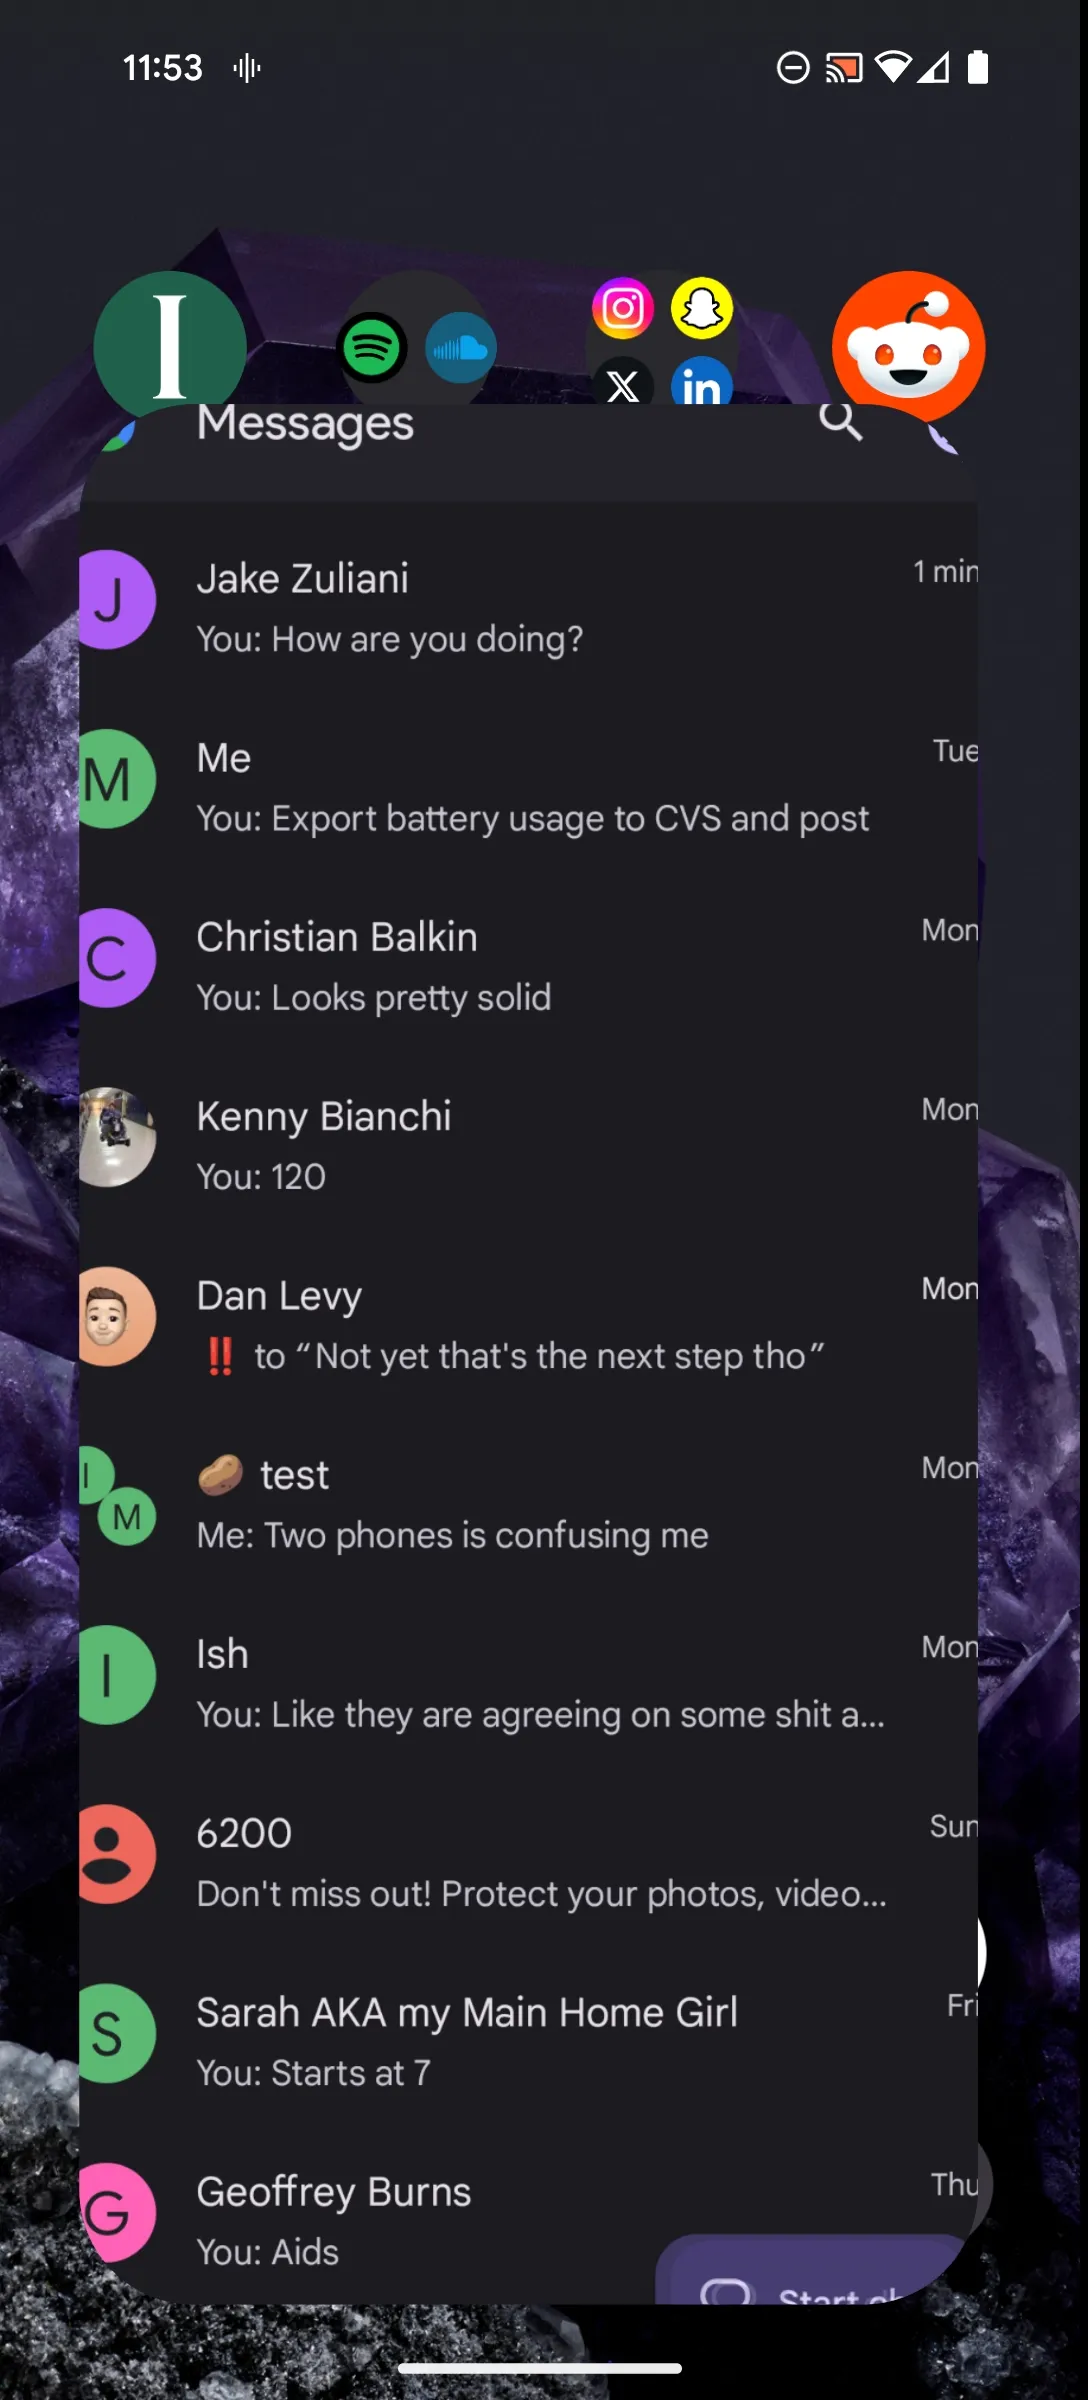 11:53
I
X
in
Messages
J
Jake Zuliani
1 min
You: How are you doing?
M
Me
Tue
You: Export battery usage to CVS and post
C
Christian Balkin
Mon
You: Looks pretty solid
Kenny Bianchi
Mon
You: 120
Dan Levy
Mon
‼️ to “Not yet that's the next step tho”
I
M
🥔 test
Mon
Me: Two phones is confusing me
I
Ish
Mon
You: Like they are agreeing on some shit a...
6200
Sun
Don't miss out! Protect your photos, video...
S
Sarah AKA my Main Home Girl
Fri
You: Starts at 7
G
Geoffrey Burns
Thu
You: Aids
Start